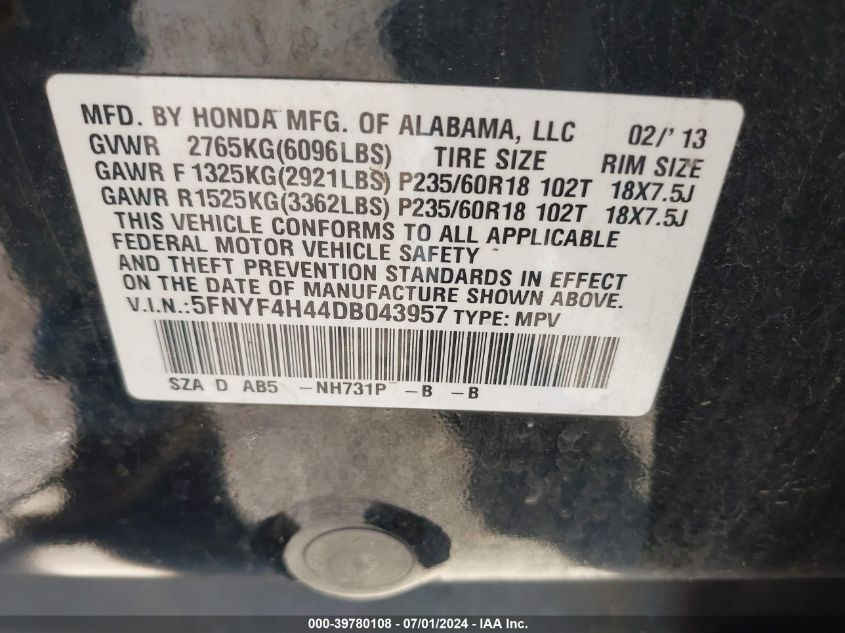 MFD. BY HONDA MFG. OF ALABAMA, LLC 02/'13
GVWR 2765KG(6096LBS) TIRE SIZE RIM SIZE
GAWR F 1325KG(2921LBS) P235/60R18 102T 18X7.5J
GAWR R1525KG(3362LBS) P235/60R18 102T 18X7.5J
THIS VEHICLE CONFORMS TO ALL APPLICABLE
FEDERAL MOTOR VEHICLE SAFETY
AND THEFT PREVENTION STANDARDS IN EFFECT
ON THE DATE OF MANUFACTURE SHOWN ABOVE.
V.I.N.:5FNYF4H44DB043957 TYPE: MPV
SZA D AB5 -NH731P -B -B
000-39780108 - 07/01/2024 - IAA Inc.